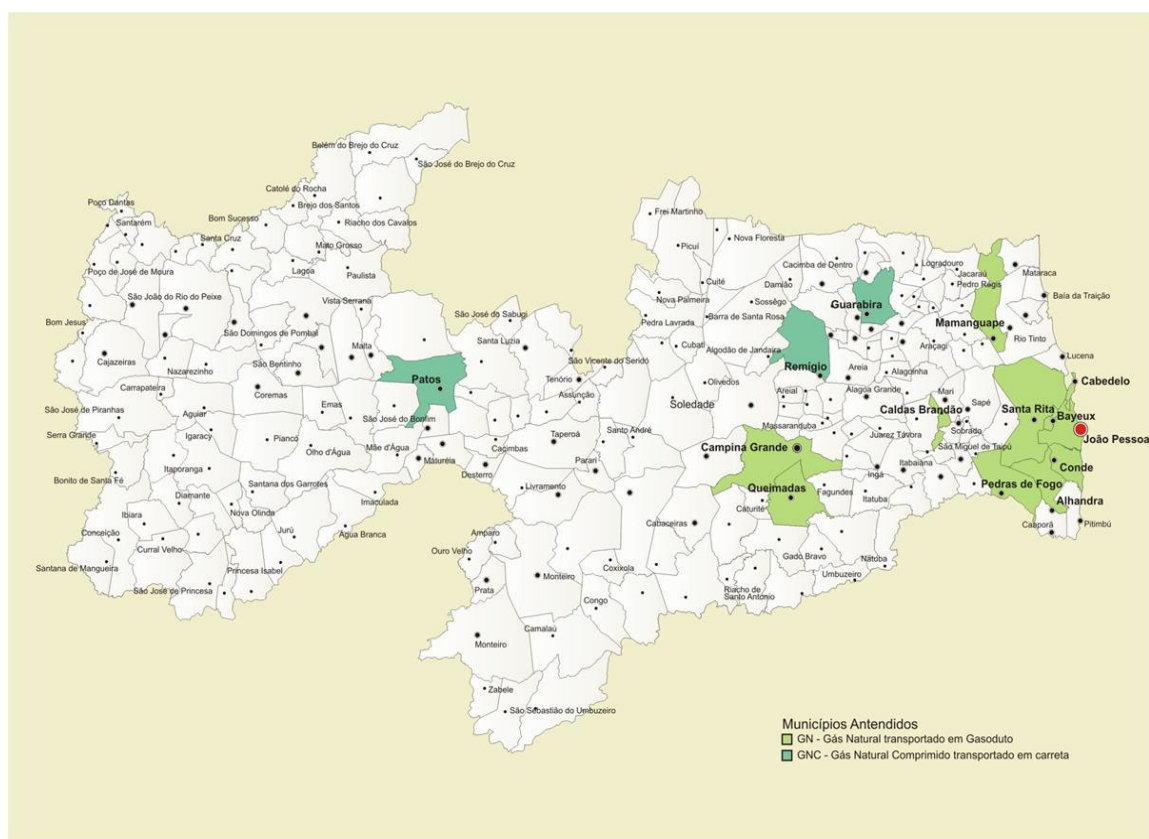 Belém do Brejo do Cruz
São José do Brejo do Cruz
Catolé do Rocha
Brejo dos Santos
Poço Dantas
Santarém
Bom Sucesso
Riacho dos Cavalos
Santa Cruz
Mato Grosso
Poço de José de Moura
Lagoa
Paulista
São João do Rio do Peixe
Vista Serrana
Bom Jesus
São Domingos de Pombal
São José do Sabugi
Santa Luzia
Malta
Cajazeiras
Nazarezinho
São Bentinho
Patos
Carrapateira
Coremas
São José de Piranhas
Aguiar
Emas
São José do Bonfim
Serra Grande
Igaracy
Piancó
Olho d'Água
Mãe d'Água
Maturéia
Itaporanga
Bonito de Santa Fé
Diamante
Santana dos Garrotes
Imaculada
Ibiara
Nova Olinda
Conceição
Curral Velho
Jurú
Água Branca
Santana de Mangueira
Princesa Isabel
São José de Princesa
São Vicente do Seridó
Tenório
Assunção
Taperoá
Santo André
Cacimbas
Parari
Desterro
Livramento
Amparo
Ouro Velho
Prata
Monteiro
Coxixola
Congo
Camalaú
Monteiro
Zabele
São Sebastião do Umbuzeiro
Frei Martinho
Picuí
Nova Floresta
Cuité
Nova Palmeira
Sossêgo
Pedra Lavrada
Barra de Santa Rosa
Cubati
Algodão de Jandaíra
Olivedos
Soledade
Cacimba de Dentro
Damião
Logradouro
Jacaraú
Pedro Régis
Mataraca
Baía da Traição
Guarabira
Mamanguape
Rio Tinto
Araçagi
Lucena
Remígio
Areia
Alagoinha
Areial
Alagoa Grande
Mari
Sapé
Cabedelo
Massaranduba
Caldas Brandão
Santa Rita
Bayeux
Juarez Távora
Sobrado
João Pessoa
Campina Grande
São Miguel de Taipú
Itabaiana
Ingá
Conde
Queimadas
Fagundes
Itatuba
Pedras de Fogo
Alhandra
Caturité
Caaporã
Pitimbú
Cabaceiras
Gado Bravo
Natuba
Umbuzeiro
Riacho de
Santo Antônio
Municípios Antendidos
GN - Gás Natural transportado em Gasoduto
GNC - Gás Natural Comprimido transportado em carreta